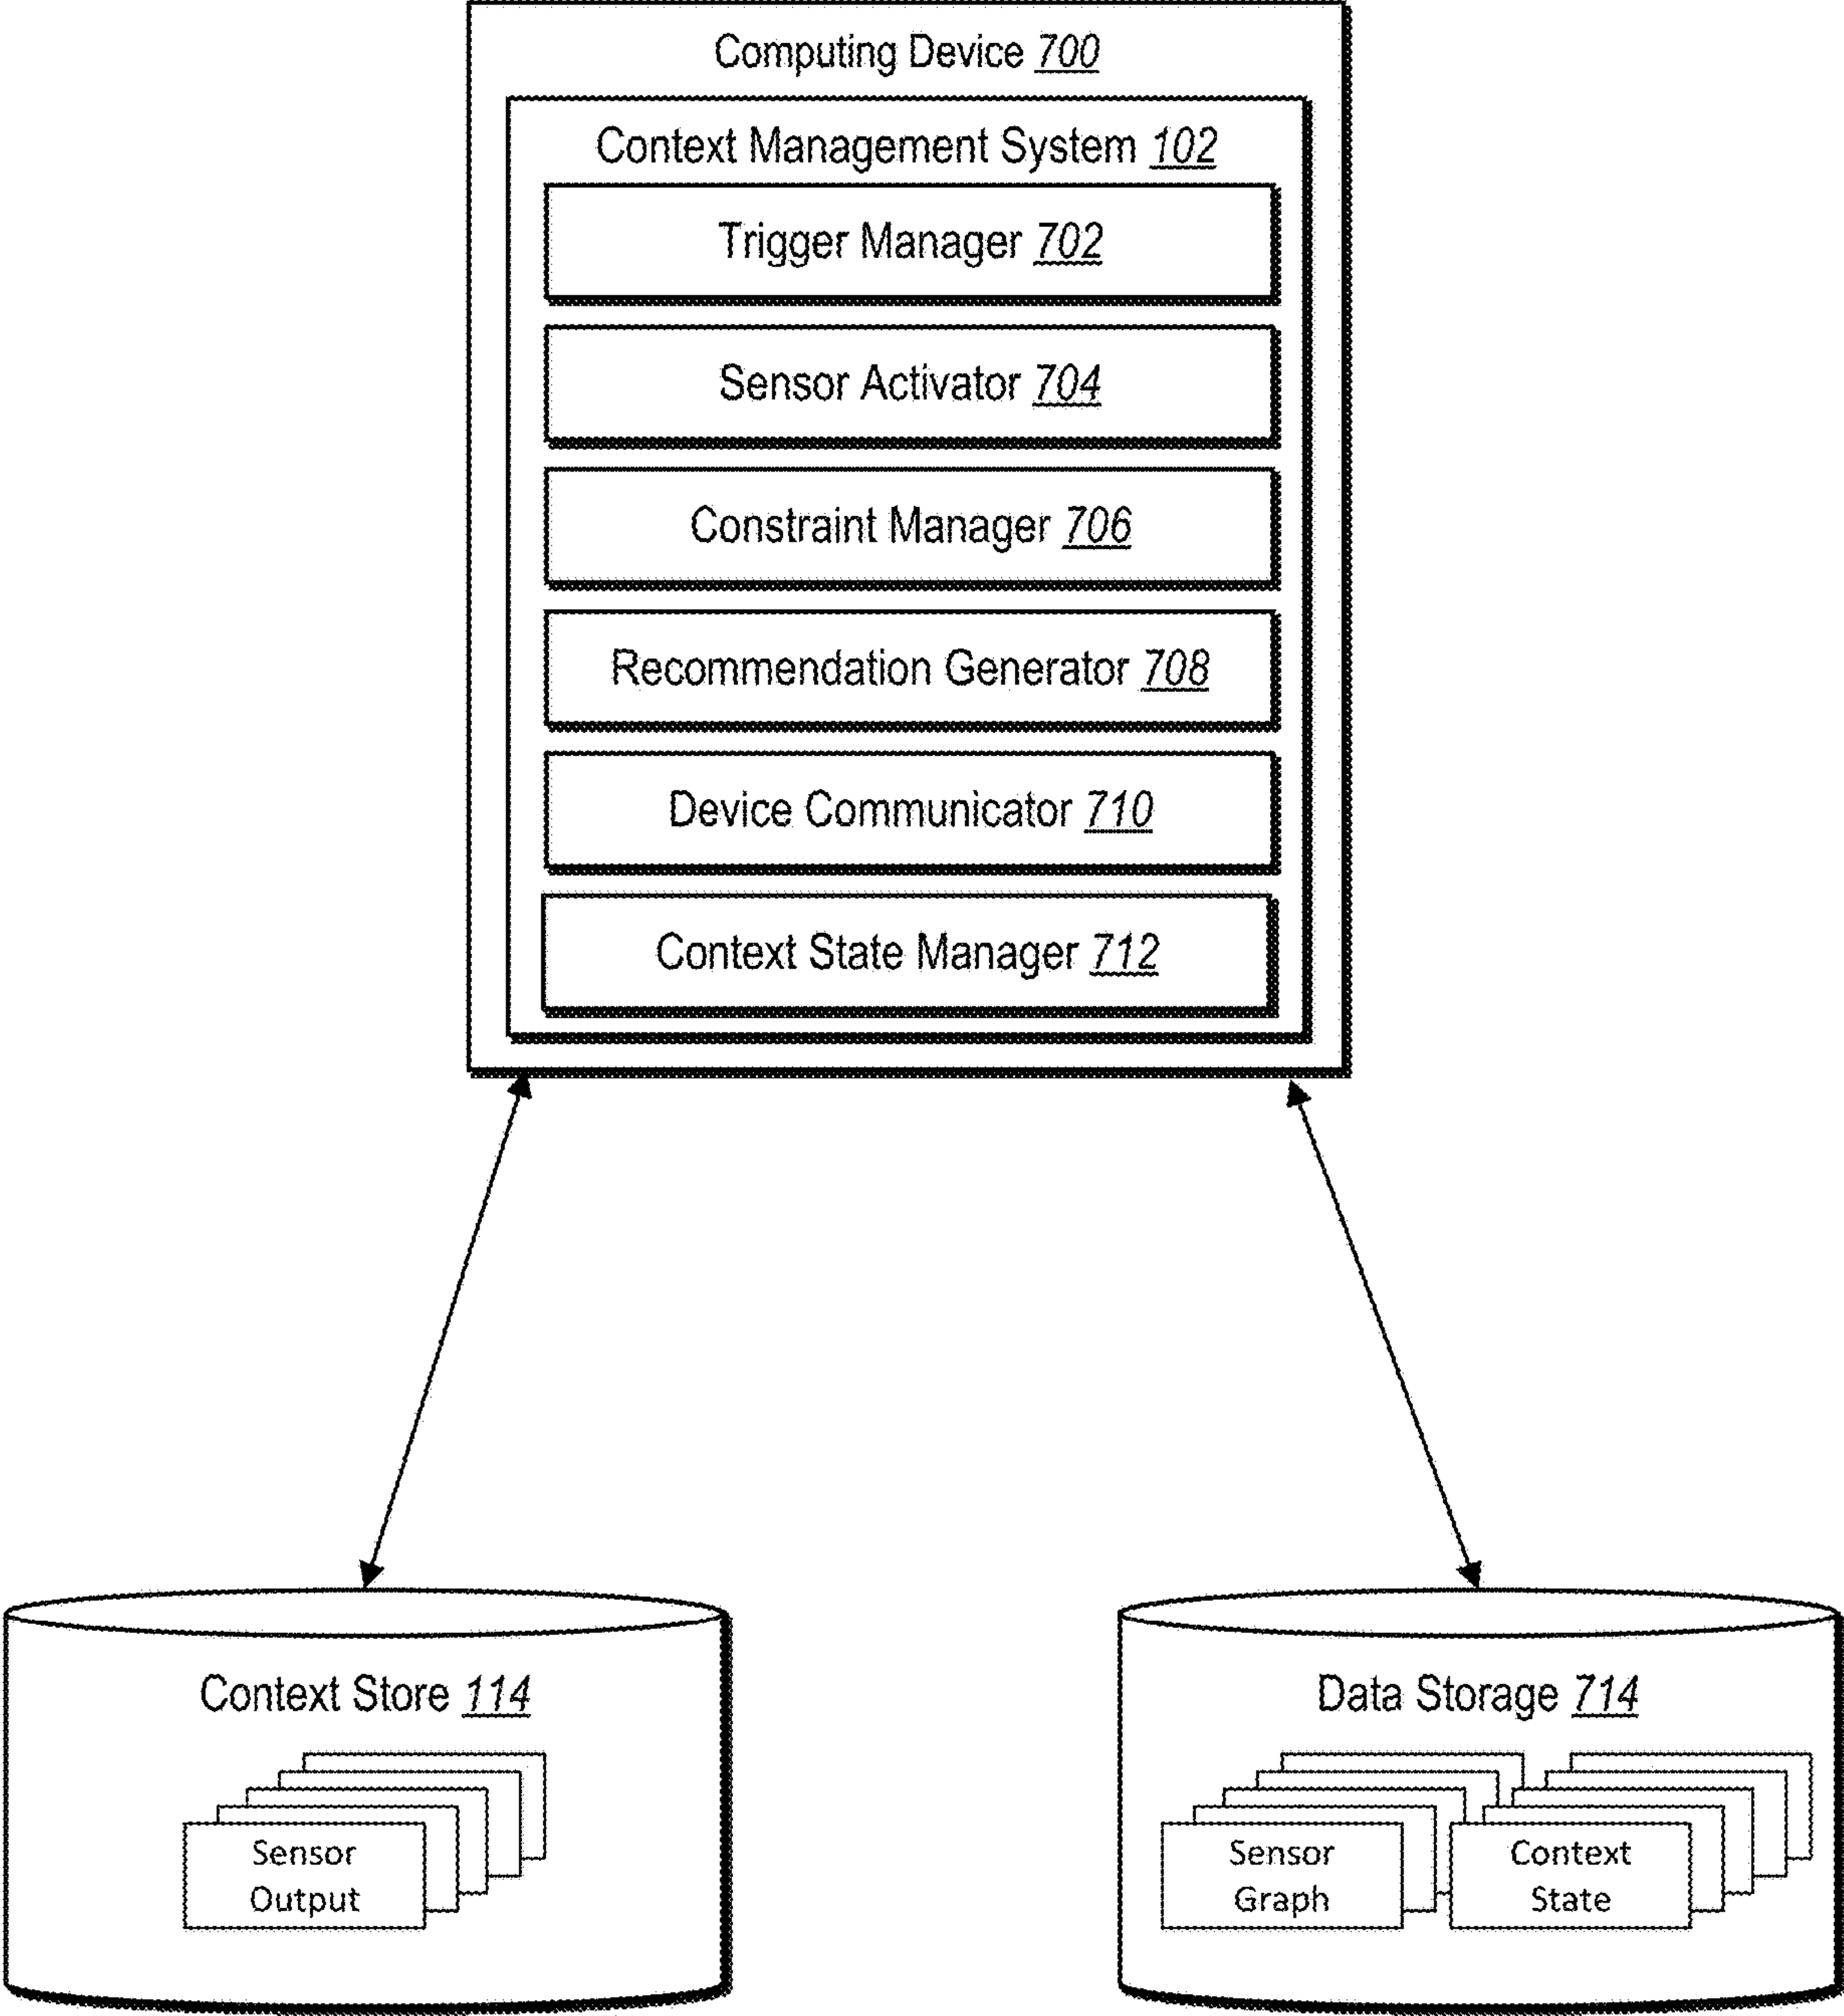 Computing Device 700
Context Management System 102
Trigger Manager 702
Sensor Activator 704
Constraint Manager 706
Recommendation Generator 708
Device Communicator 710
Context State Manager 712
Context Store 114
Sensor
Output
Data Storage 714
Sensor
Graph
Context
State